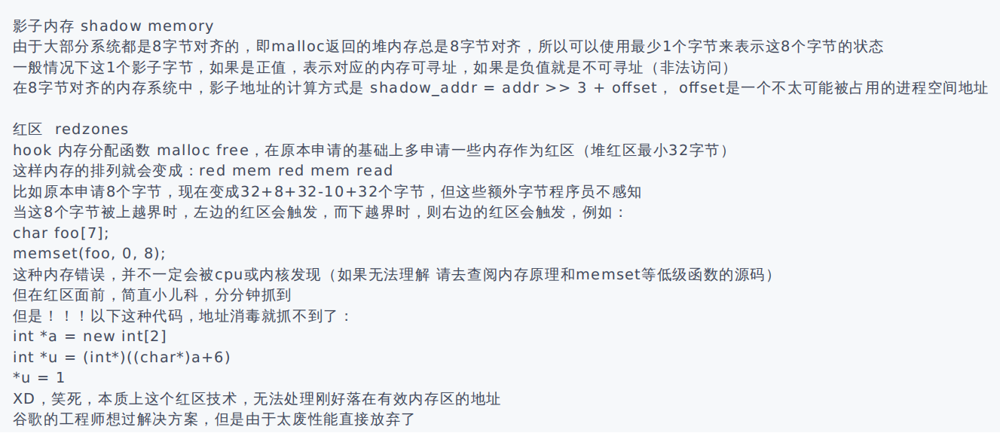 影子内存 shadow memory
由于大部分系统都是8字节对齐的，即malloc返回的堆内存总是8字节对齐，所以可以使用最少1个字节来表示这8个字节的状态
一般情况下这1个影子字节，如果是正值，表示对应的内存可寻址，如果是负值就是不可寻址（非法访问）
在8字节对齐的内存系统中，影子地址的计算方式是 shadow_addr = addr >> 3 + offset， offset是一个不太可能被占用的进程空间地址
红区  redzones
hook 内存分配函数 malloc free，在原本申请的基础上多申请一些内存作为红区（堆红区最小32字节）
这样内存的排列就会变成：red mem red mem read
比如原本申请8个字节，现在变成32+8+32-10+32个字节，但这些额外字节程序员不感知
当这8个字节被上越界时，左边的红区会触发，而下越界时，则右边的红区会触发，例如：
char foo[7];
memset(foo, 0, 8);
这种内存错误，并不一定会被cpu或内核发现（如果无法理解 请去查阅内存原理和memset等低级函数的源码）
但在红区面前，简直小儿科，分分钟抓到
但是！！！以下这种代码，地址消毒就抓不到了：
int *a = new int[2]
int *u = (int*)((char*)a+6)
*u = 1
XD，笑死，本质上这个红区技术，无法处理刚好落在有效内存区的地址
谷歌的工程师想过解决方案，但是由于太废性能直接放弃了